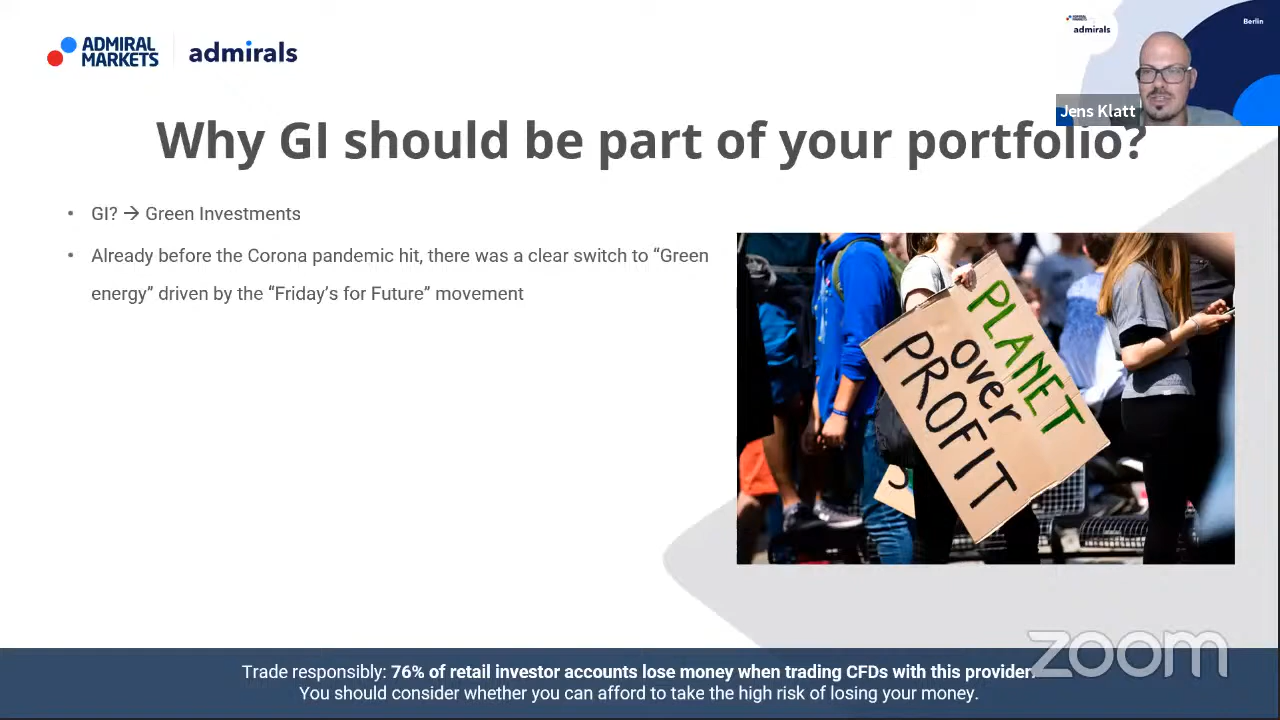 ADMIRAL
MARKETS
admirals
admirals
Berlin
Jens Klatt
Why GI should be part of your portfolio?
• GI? → Green Investments
• Already before the Corona pandemic hit, there was a clear switch to “Green
energy” driven by the “Friday’s for Future” movement
PLANET
over
PROFIT
zoom
Trade responsibly: 76% of retail investor accounts lose money when trading CFDs with this provider.
You should consider whether you can afford to take the high risk of losing your money.